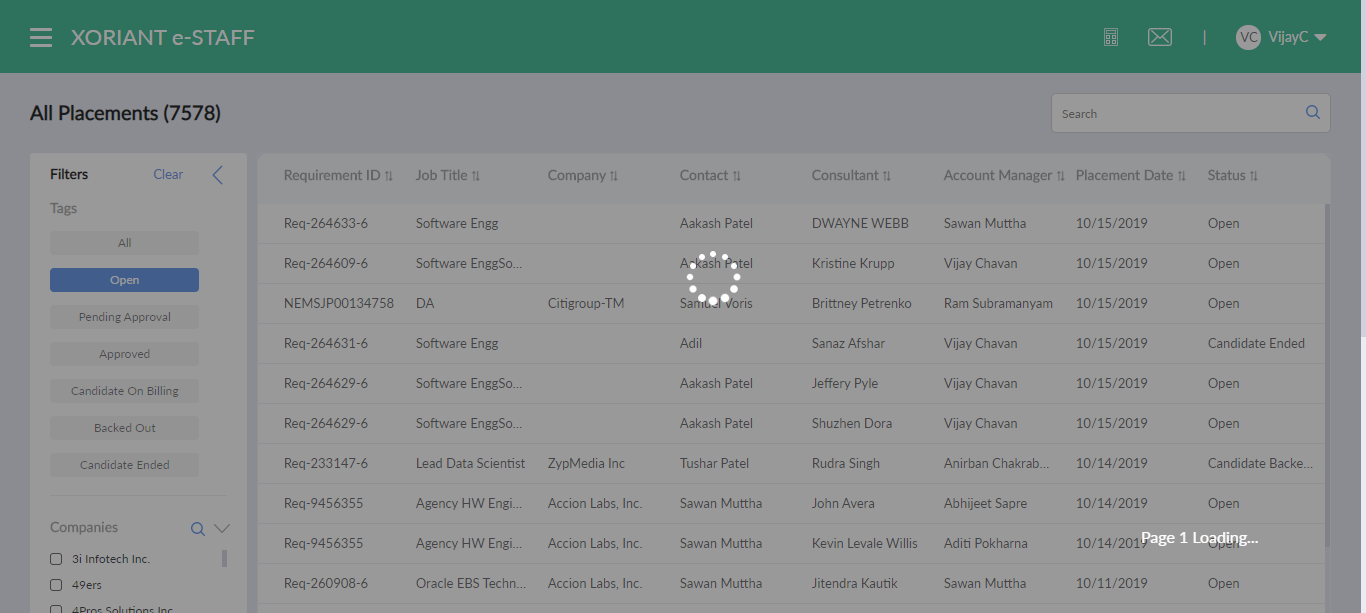 XORIANT e-STAFF | VC VijayC
All Placements (7578) Search
Filters Clear
Tags
All
Open
Pending Approval
Approved
Candidate On Billing
Backed Out
Candidate Ended
Companies
3i Infotech Inc.
49ers
4Pros Solutions Inc
Requirement ID Job Title Company Contact Consultant Account Manager Placement Date Status
Req-264633-6 Software Engg Aakash Patel DWAYNE WEBB Sawan Muttha 10/15/2019 Open
Req-264609-6 Software EnggSo... Aakash Patel Kristine Krupp Vijay Chavan 10/15/2019 Open
NEMSJP00134758 DA Citigroup-TM Samuel Voris Brittney Petrenko Ram Subramanyam 10/15/2019 Open
Req-264631-6 Software Engg Adil Sanaz Afshar Vijay Chavan 10/15/2019 Candidate Ended
Req-264629-6 Software EnggSo... Aakash Patel Jeffery Pyle Vijay Chavan 10/15/2019 Open
Req-264629-6 Software EnggSo... Aakash Patel Shuzhen Dora Vijay Chavan 10/15/2019 Open
Req-233147-6 Lead Data Scientist ZypMedia Inc Tushar Patel Rudra Singh Anirban Chakrab... 10/14/2019 Candidate Backe...
Req-9456355 Agency HW Engi... Accion Labs, Inc. Sawan Muttha John Avera Abhijeet Sapre 10/14/2019 Open
Req-9456355 Agency HW Engi... Accion Labs, Inc. Sawan Muttha Kevin Levale Willis Aditi Pokharna 10/14/2019 Open
Page 1 Loading...
Req-260908-6 Oracle EBS Techn... Accion Labs, Inc. Sawan Muttha Jitendra Kautik Sawan Muttha 10/11/2019 Open